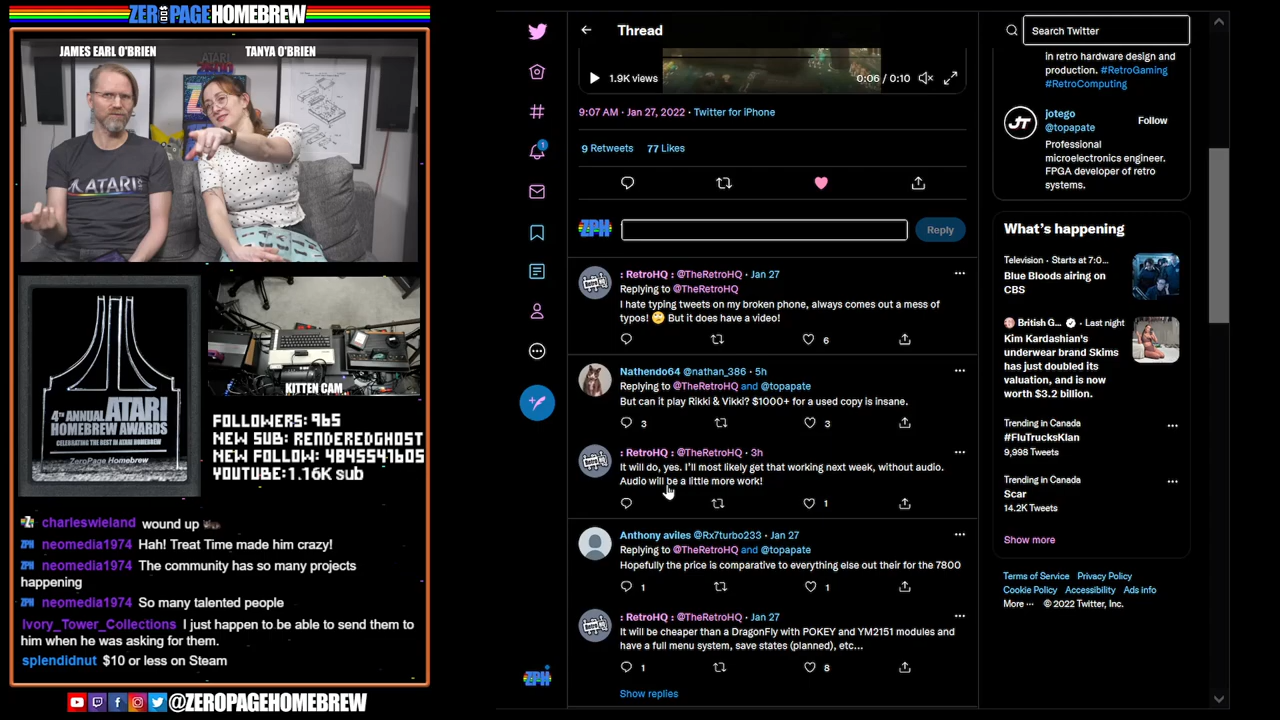 ZEROPAGE HOMEBREW
JAMES EARL O'BRIEN
TANYA O'BRIEN
ATARI
4TH ANNUAL ATARI
HOMEBREW AWARDS
CELEBRATING THE BEST IN ATARI HOMEBREW
ZeroPage Homebrew
KITTEN CAM
FOLLOWERS: 965
NEW SUB: RENDEREDGHOST
NEW FOLLOW: 4845541605
YOUTUBE: 1.16K sub
charleswieland wound up
neomedia1974 Hah! Treat Time made him crazy!
neomedia1974 The community has so many projects
happening
neomedia1974 So many talented people
Ivory_Tower_Collections I just happen to be able to send them to
him when he was asking for them.
splendidnut $10 or less on Steam
@ZEROPAGEHOMEBREW
Thread
1.9K views
0:06 / 0:10
9:07 AM · Jan 27, 2022 · Twitter for iPhone
9 Retweets 77 Likes
ZPH
Reply
: RetroHQ : @TheRetroHQ · Jan 27
Replying to @TheRetroHQ
I hate typing tweets on my broken phone, always comes out a mess of
typos! 🙄 But it does have a video!
6
Nathendo64 @nathan_386 · 5h
Replying to @TheRetroHQ and @topapate
But can it play Rikki & Vikki? $1000+ for a used copy is insane.
3 3
: RetroHQ : @TheRetroHQ · 3h
It will do, yes. I'll most likely get that working next week, without audio.
Audio will be a little more work!
1
Anthony aviles @Rx7turbo233 · Jan 27
Replying to @TheRetroHQ and @topapate
Hopefully the price is comparative to everything else out their for the 7800
1 1
: RetroHQ : @TheRetroHQ · Jan 27
It will be cheaper than a DragonFly with POKEY and YM2151 modules and
have a full menu system, save states (planned), etc...
1 8
Show replies
Search Twitter
in retro hardware design and
production. #RetroGaming
#RetroComputing
JT
jotego
@topapate
Follow
Professional
microelectronics engineer.
FPGA developer of retro
systems.
What's happening
Television · Starts at 7:0...
Blue Bloods airing on
CBS
British G... · Last night
Kim Kardashian's
underwear brand Skims
has just doubled its
valuation, and is now
worth $3.2 billion.
Trending in Canada
#FluTrucksKlan
9,998 Tweets
Trending in Canada
Scar
14.2K Tweets
Show more
Terms of Service Privacy Policy
Cookie Policy Accessibility Ads info
More ··· © 2022 Twitter, Inc.